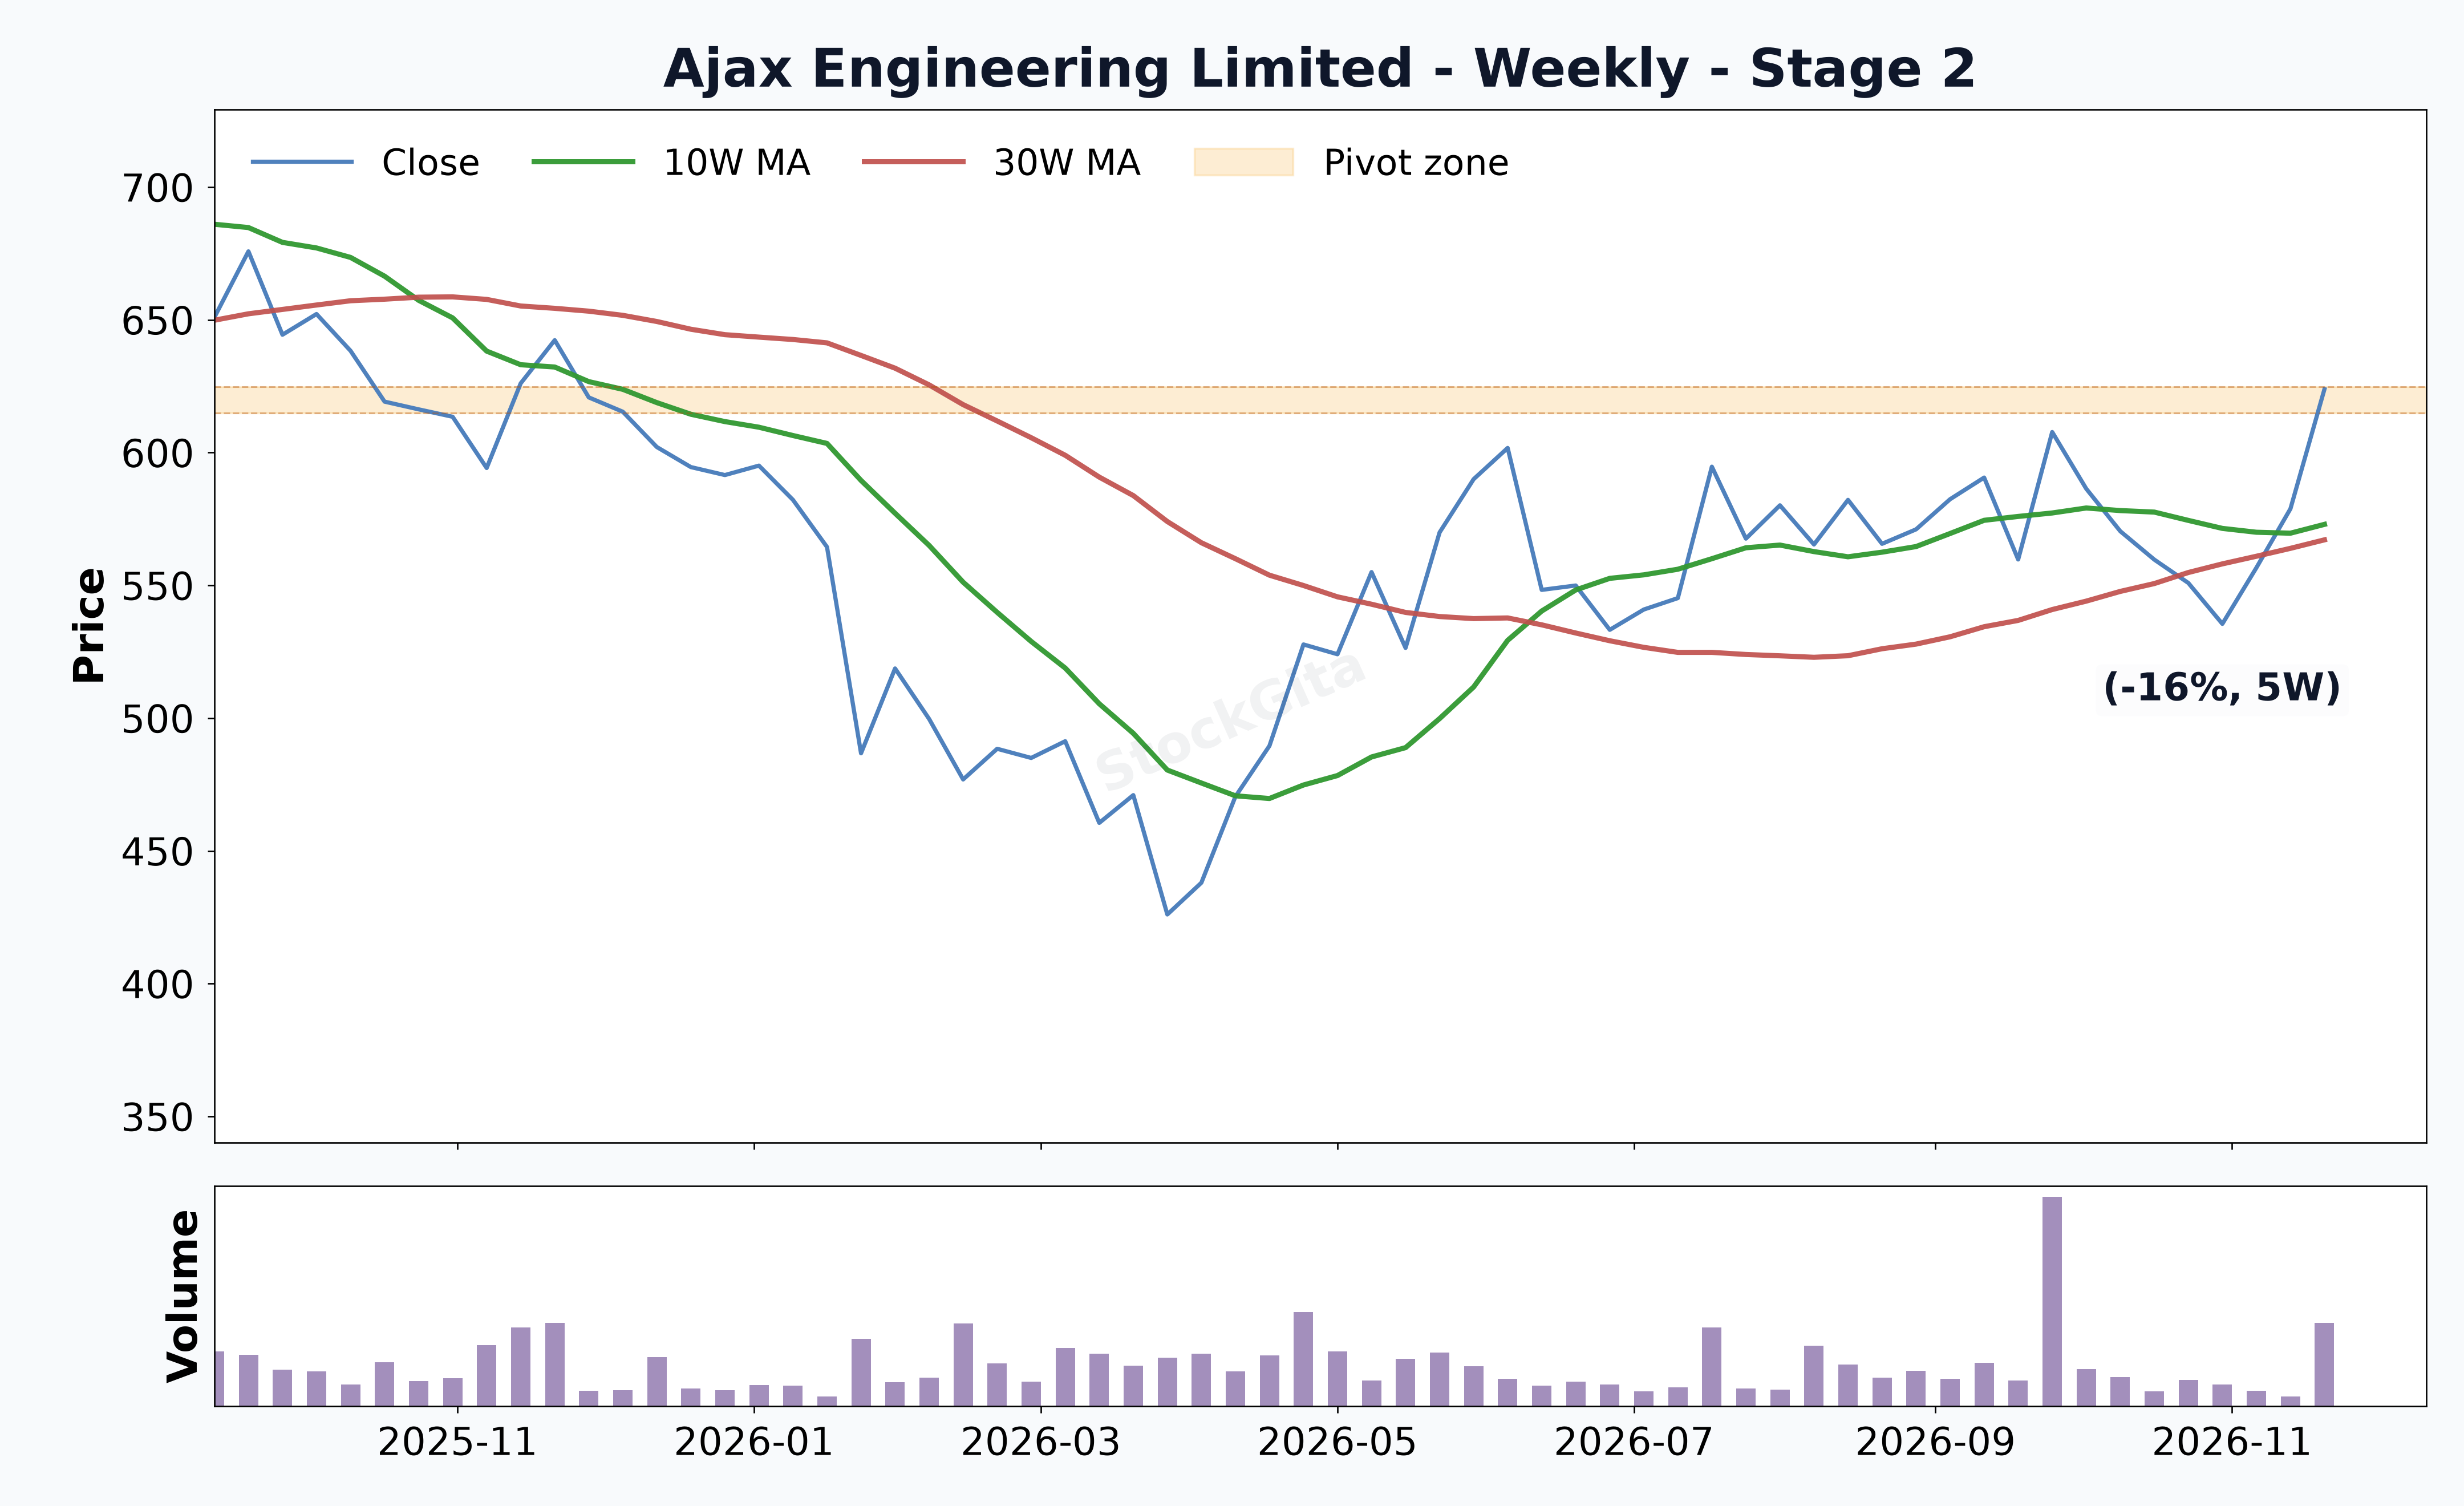 Ajax Engineering Limited - Weekly - Stage 2
Close 10W MA 30W MA Pivot zone
700
650
600
550
500
450
400
350
Price
(-16%, 5W)
StockGita
Volume
2025-11 2026-01 2026-03 2026-05 2026-07 2026-09 2026-11